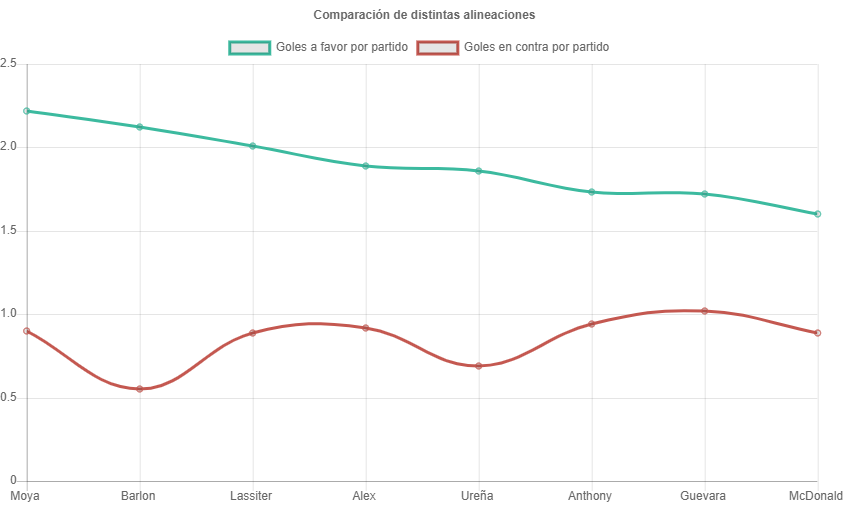 Comparación de distintas alineaciones
Goles a favor por partido Goles en contra por partido
2.5
2.0
1.5
1.0
0.5
0
Moya Barlon Lassiter Alex Ureña Anthony Guevara McDonald